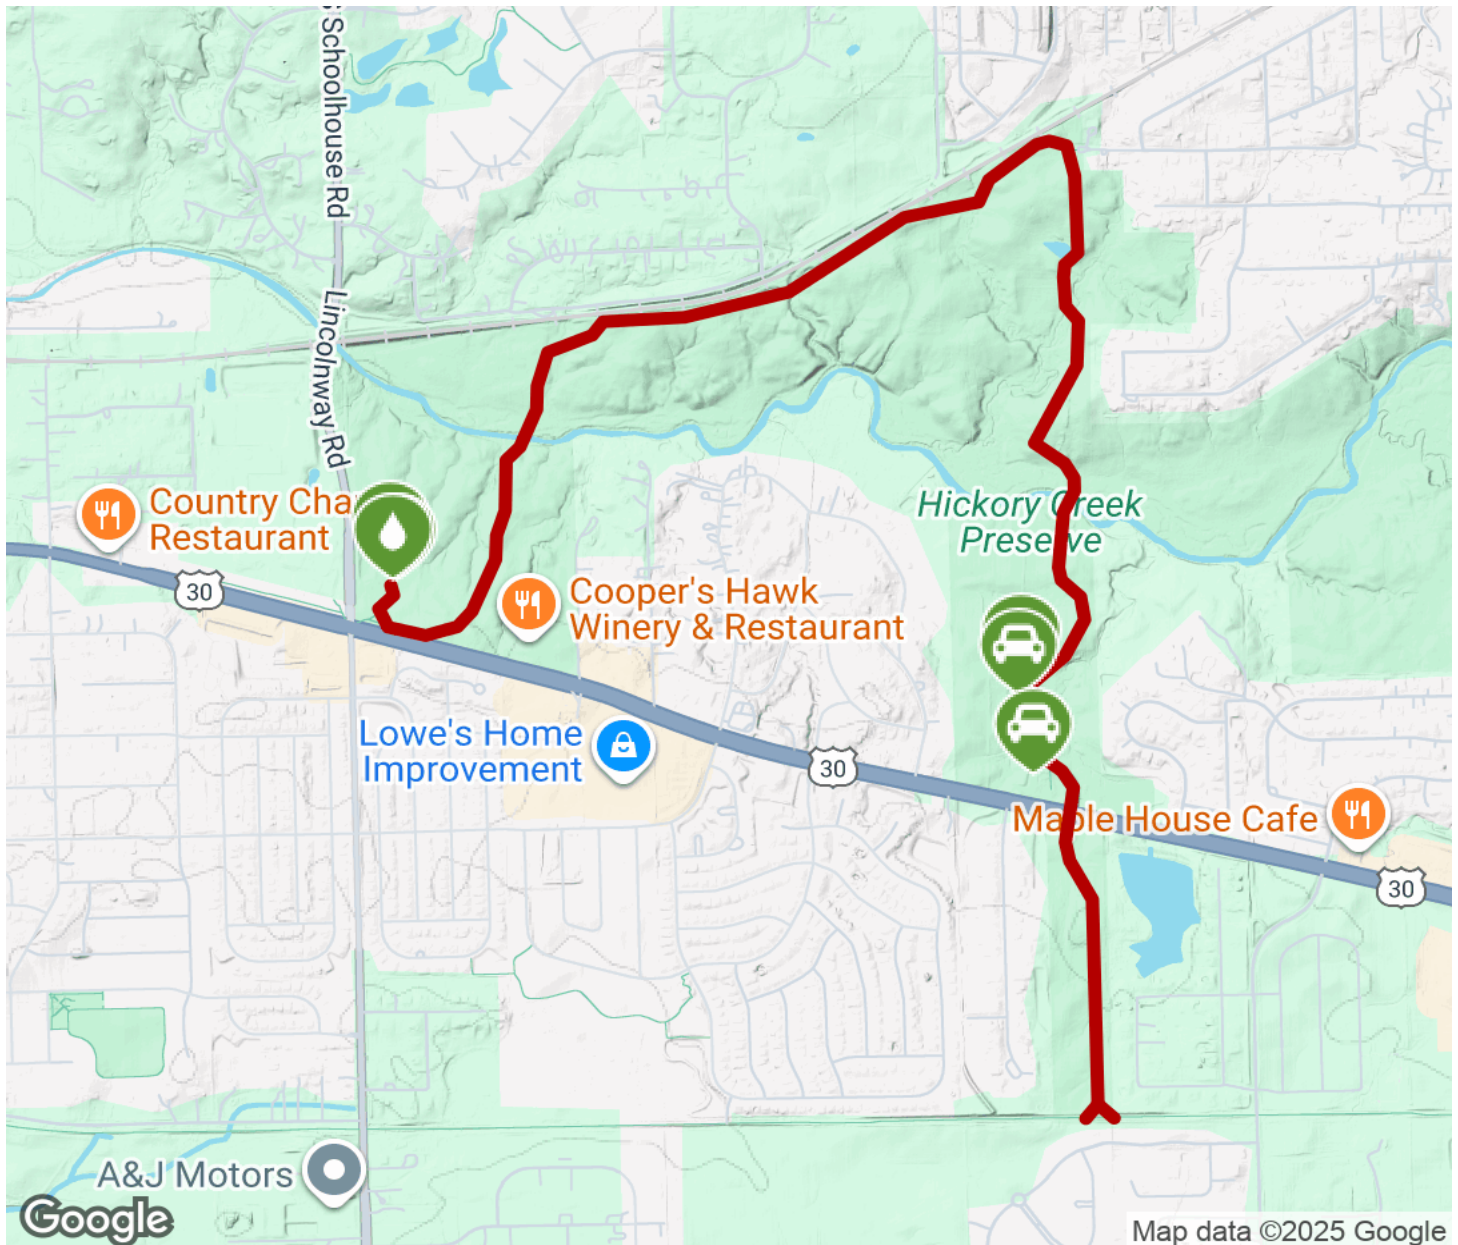 S Schoolhouse Rd
Lincolnway Rd
Country Cha
Restaurant
30
Hickory Creek
Preserve
Cooper's Hawk
Winery & Restaurant
Lowe's Home
Improvement
30
Maple House Cafe
30
A&J Motors
Google
Map data ©2025 Google